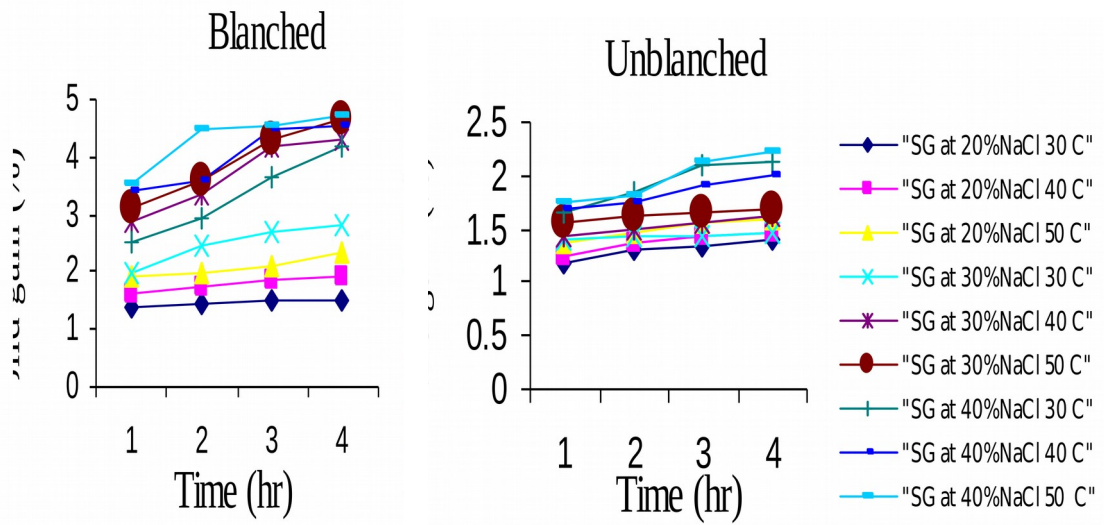 Blanched
5
4
3
2
1
0
1 2 3 4
Time (hr)
Unblanched
2.5
2
1.5
1
0.5
0
1 2 3 4
Time (hr)
"SG at 20%NaCl 30 C"
"SG at 20%NaCl 40 C"
"SG at 20%NaCl 50 C"
"SG at 30%NaCl 30 C"
"SG at 30%NaCl 40 C"
"SG at 30%NaCl 50 C"
"SG at 40%NaCl 30 C"
"SG at 40%NaCl 40 C"
"SG at 40%NaCl 50 C"